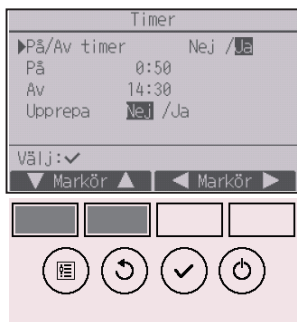 Timer
På/Av timer Nej /Ja
På 0:50
Av 14:30
Upprepa Nej /Ja
Välj:✓
▼ Markör ▲ ◀ Markör ▶